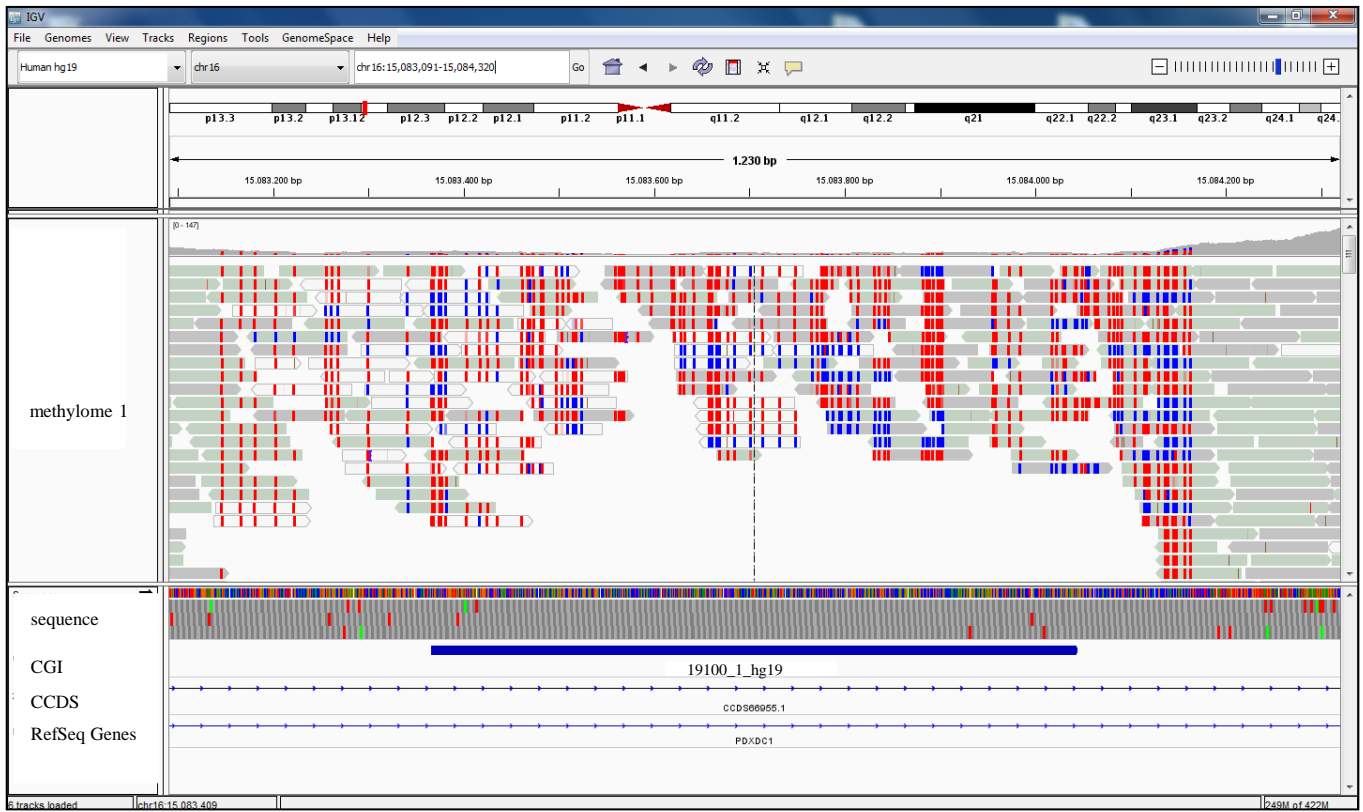 IGV
File Genomes View Tracks Regions Tools GenomeSpace Help
Human hg19 chr16 chr16:15,083,091-15,084,320 Go
p13.3 p13.2 p13.12 p12.3 p12.2 p12.1 p11.2 p11.1 q11.2 q12.1 q12.2 q21 q22.1 q22.2 q23.1 q23.2 q24.1 q24.
1.230 bp
15.083.200 bp 15.083.400 bp 15.083.600 bp 15.083.800 bp 15.084.000 bp 15.084.200 bp
[0 - 147]
methylome 1
sequence
CGI
19100_1_hg19
CCDS
CCDS66955.1
RefSeq Genes
PDXDC1
6 tracks loaded chr16:15.083.409 249M of 422M